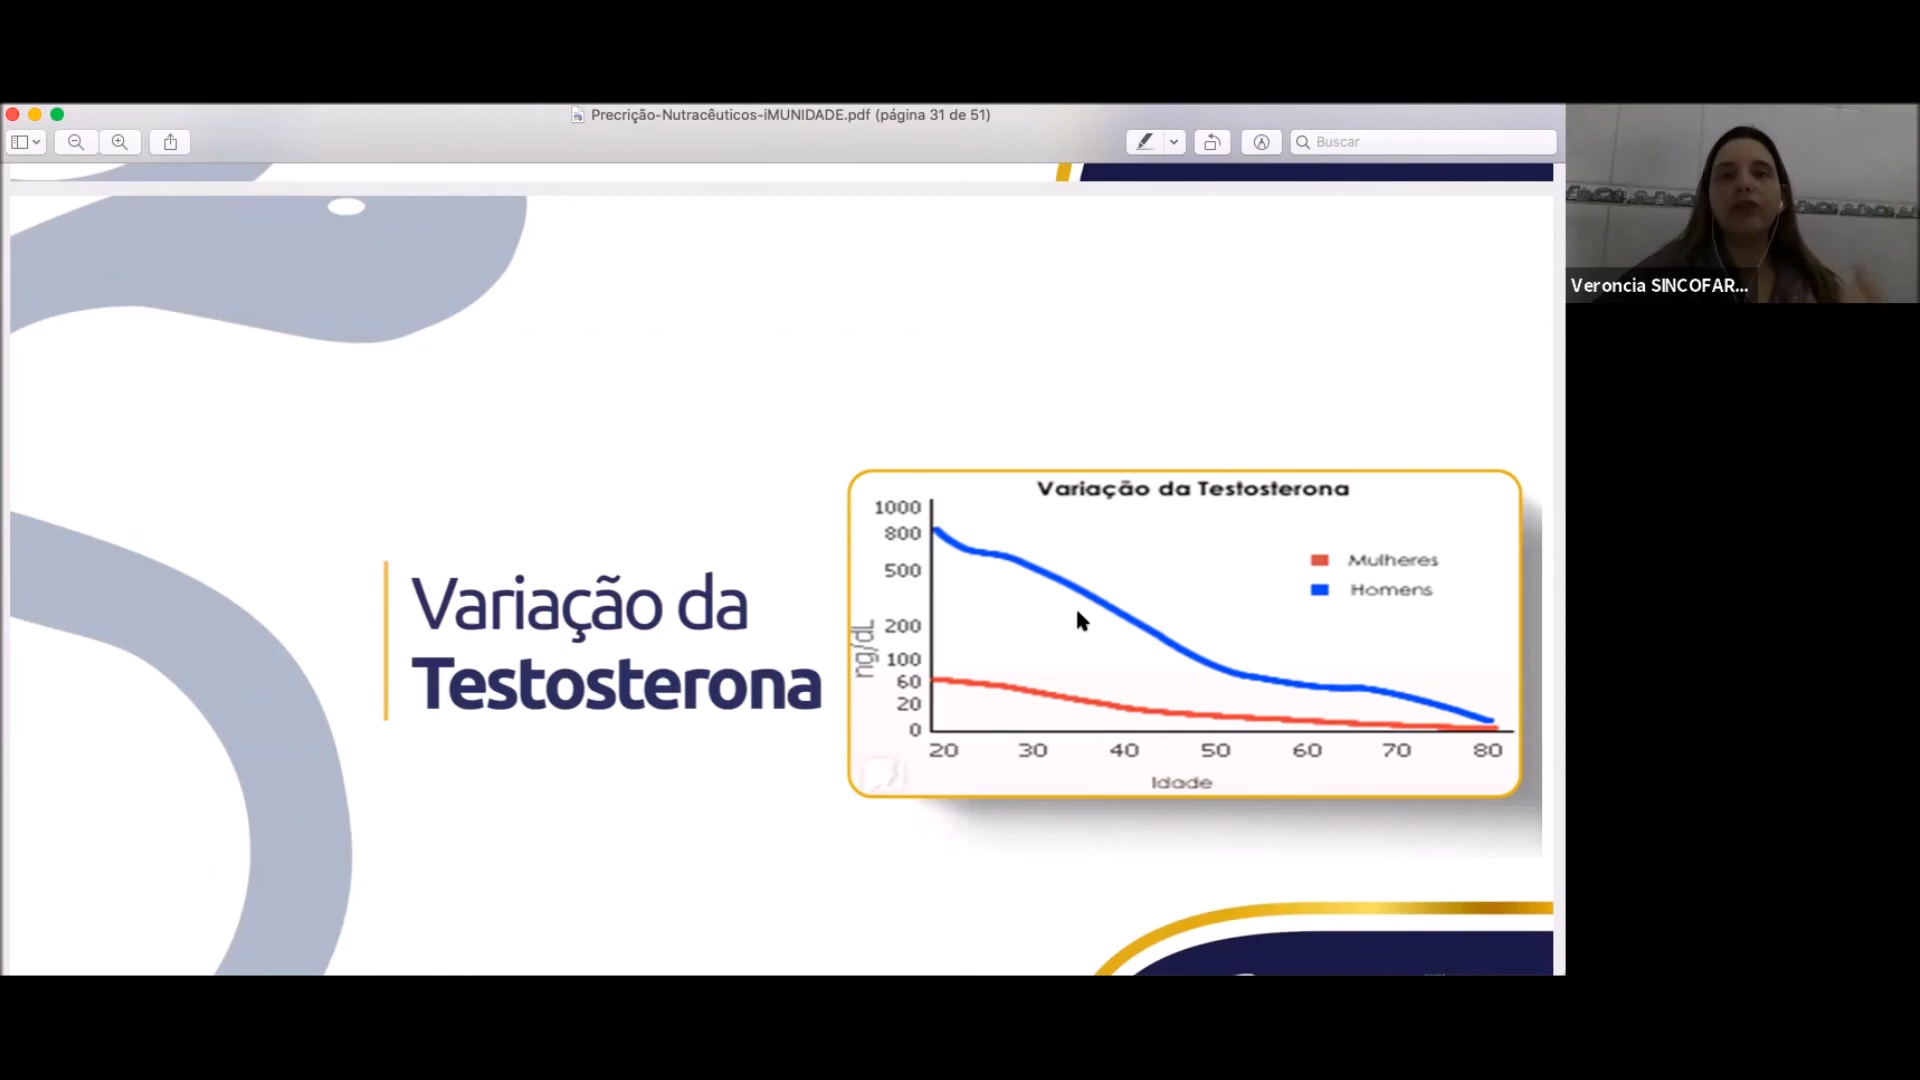 Precrição-Nutracêuticos-iMUNIDADE.pdf (página 31 de 51)
Buscar
Veroncia SINCOFAR...
Variação da
Testosterona
Variação da Testosterona
1000
800
500
200
100
60
20
0
ng/dL
Mulheres
Homens
20 30 40 50 60 70 80
Idade